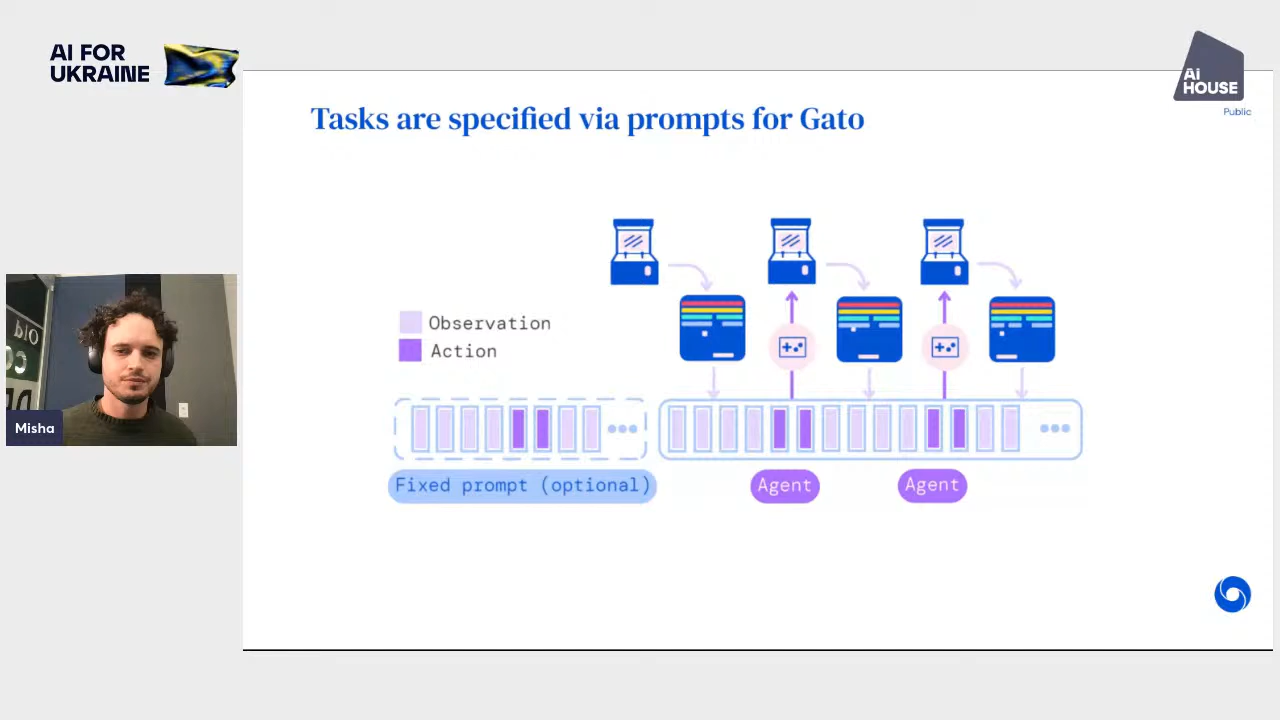 AI FOR
UKRAINE
Ai
HOUSE
Public
Tasks are specified via prompts for Gato
Observation
Action
Fixed prompt (optional)
Agent
Agent
Misha